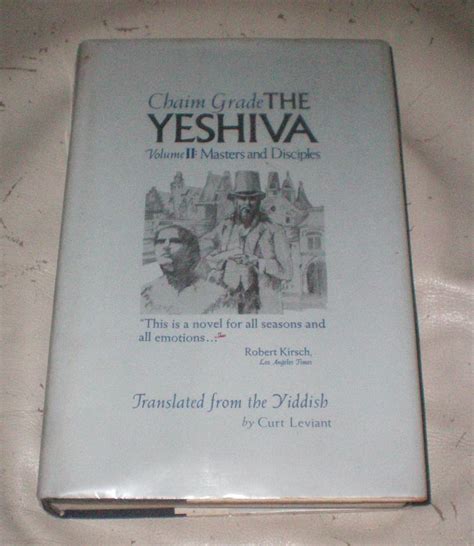 Chaim Grade THE
YESHIVA
Volume II: Masters and Disciples
"This is a novel for all seasons and
all emotions..."
Robert Kirsch,
Los Angeles Times
Translated from the Yiddish
by Curt Leviant